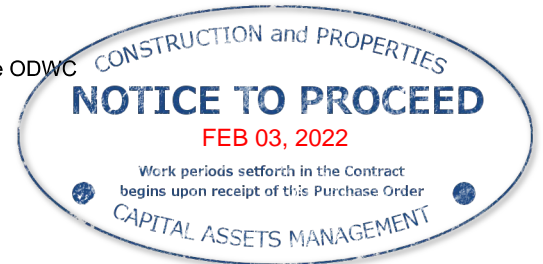 e ODWC
CONSTRUCTION and PROPERTIES
NOTICE TO PROCEED
FEB 03, 2022
Work periods setforth in the Contract
begins upon receipt of this Purchase Order
CAPITAL ASSETS MANAGEMENT